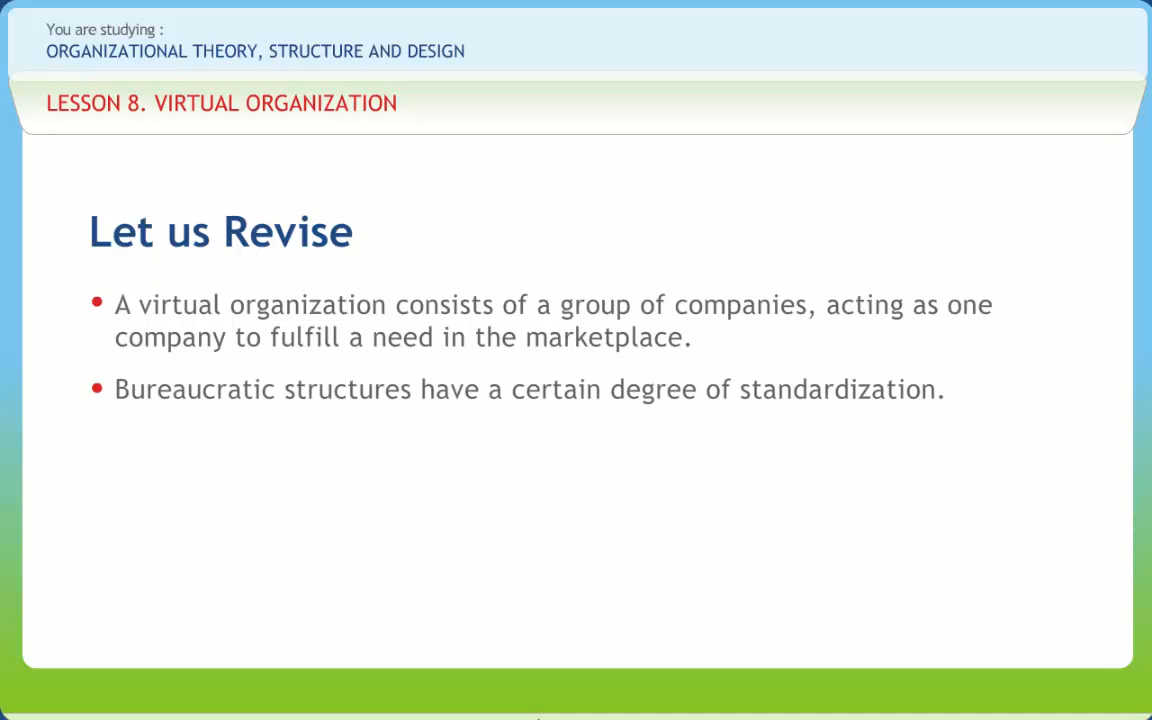 You are studying :
ORGANIZATIONAL THEORY, STRUCTURE AND DESIGN
LESSON 8. VIRTUAL ORGANIZATION
Let us Revise
• A virtual organization consists of a group of companies, acting as one
company to fulfill a need in the marketplace.
• Bureaucratic structures have a certain degree of standardization.